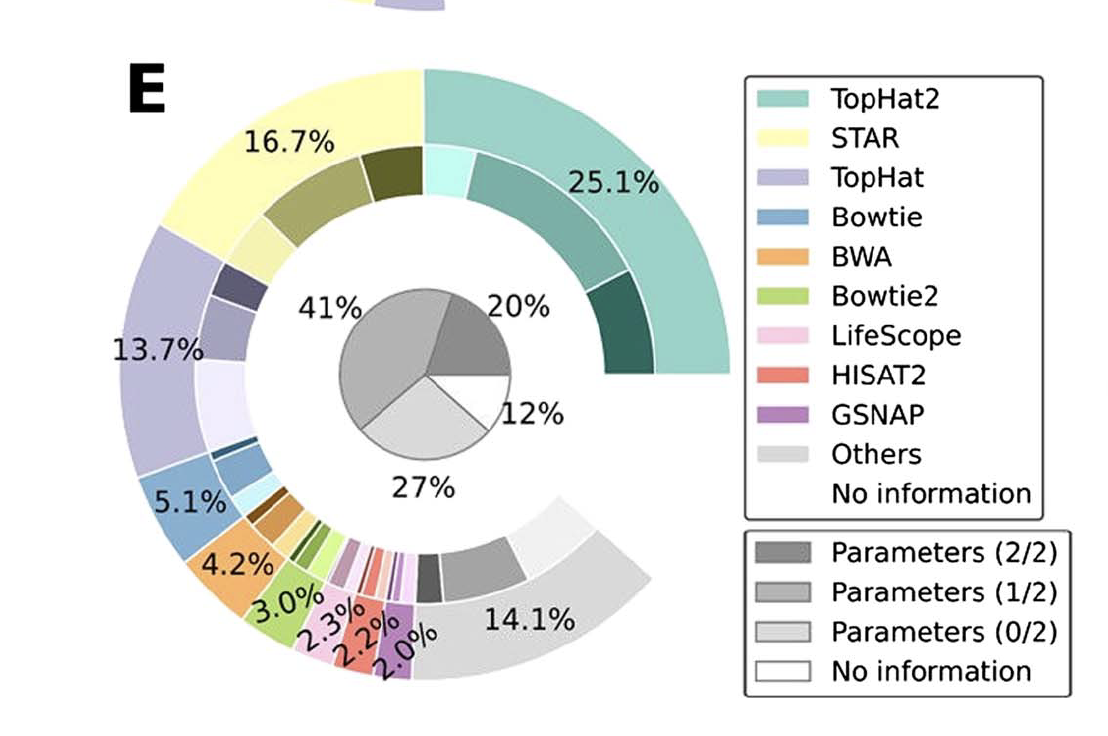 E
16.7%
25.1%
41%
20%
13.7%
12%
27%
5.1%
4.2%
3.0%
2.3%
2.2%
2.0%
14.1%
TopHat2
STAR
TopHat
Bowtie
BWA
Bowtie2
LifeScope
HISAT2
GSNAP
Others
No information
Parameters (2/2)
Parameters (1/2)
Parameters (0/2)
No information